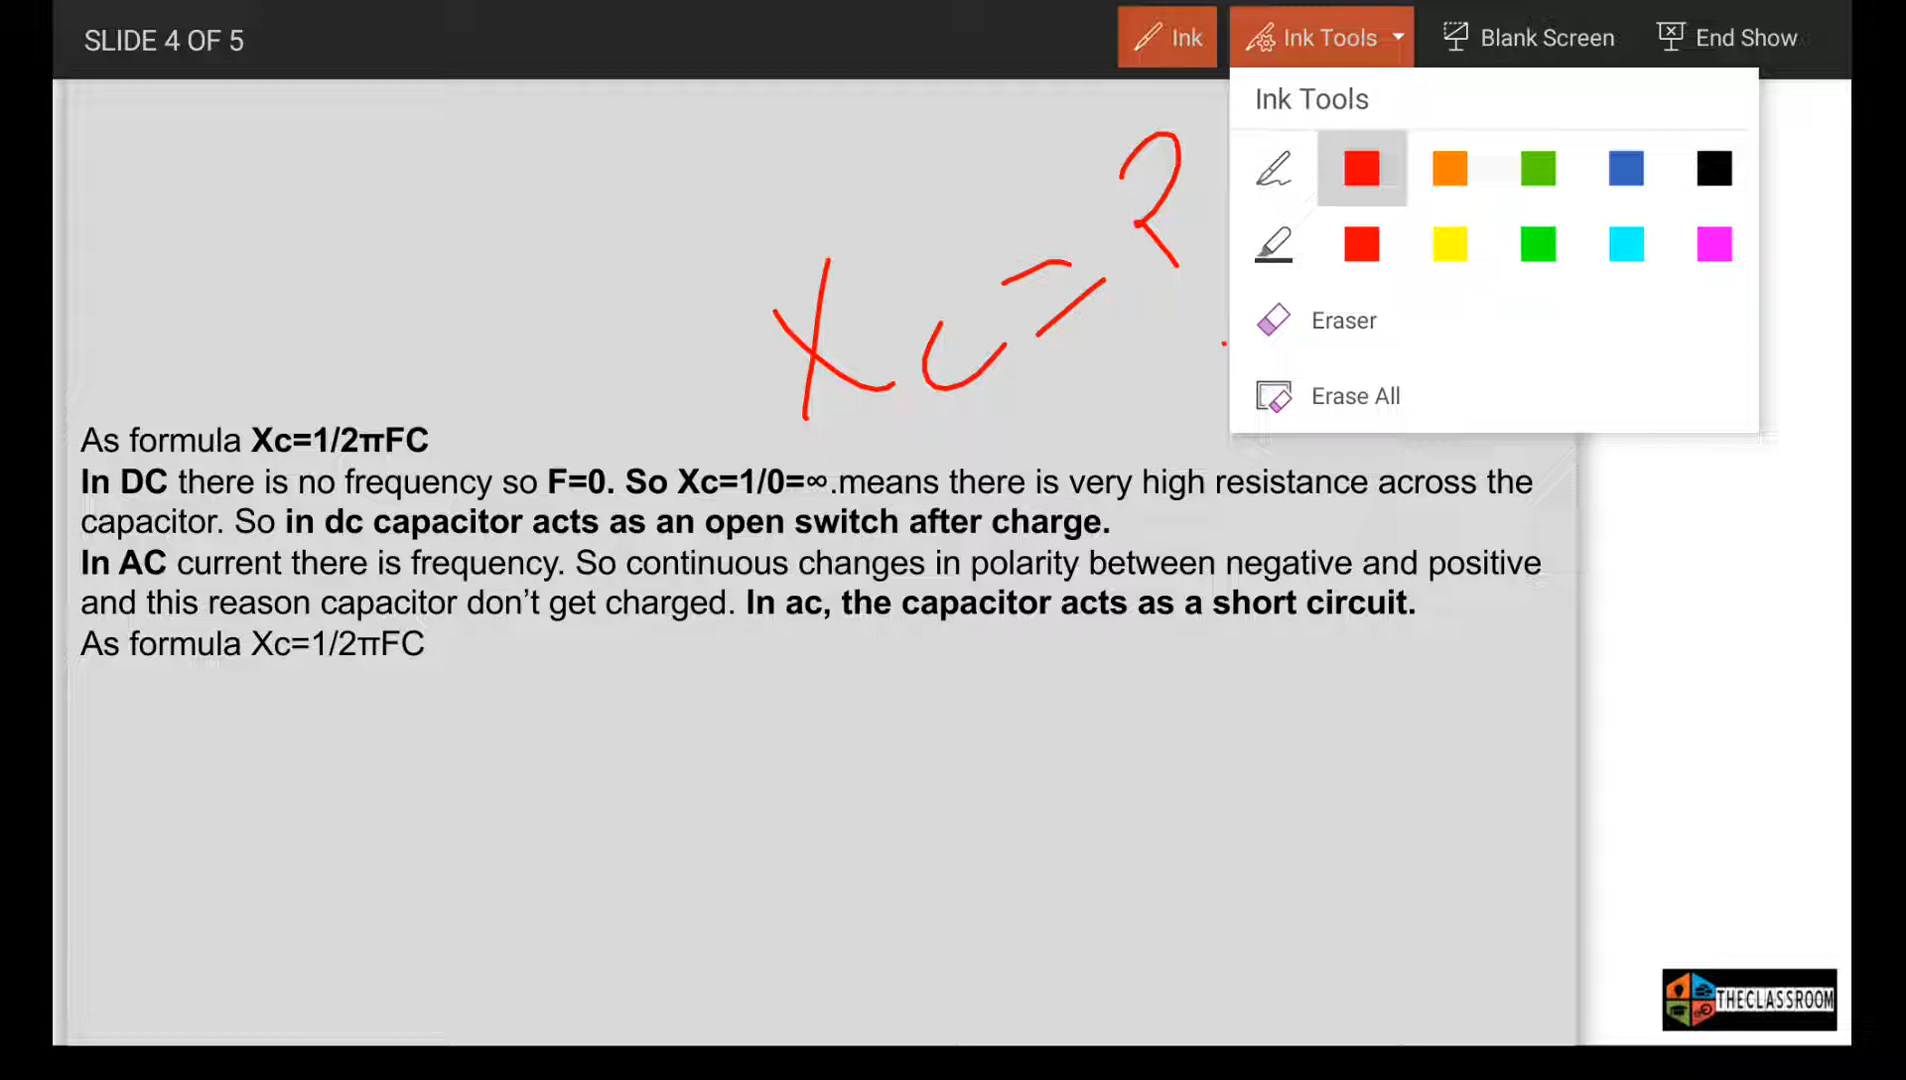 SLIDE 4 OF 5
Ink
Ink Tools
Blank Screen
End Show
Ink Tools
Eraser
Erase All
Xc=?
As formula Xc=1/2πFC
In DC there is no frequency so F=0. So Xc=1/0=∞.means there is very high resistance across the
capacitor. So in dc capacitor acts as an open switch after charge.
In AC current there is frequency. So continuous changes in polarity between negative and positive
and this reason capacitor don’t get charged. In ac, the capacitor acts as a short circuit.
As formula Xc=1/2πFC
THECLASSROOM